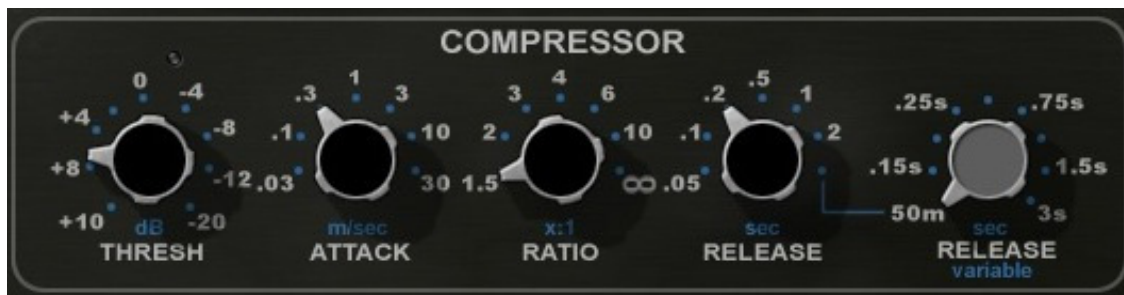 COMPRESSOR
0
+4
-4
+8
-8
-12
+10
-20
dB
THRESH
1
.3
3
.1
10
.03
30
m/sec
ATTACK
4
3
6
2
10
1.5
∞
x:1
RATIO
.5
.2
1
.1
2
.05
sec
RELEASE
.25s
.75s
.15s
1.5s
50m
3s
sec
RELEASE
variable